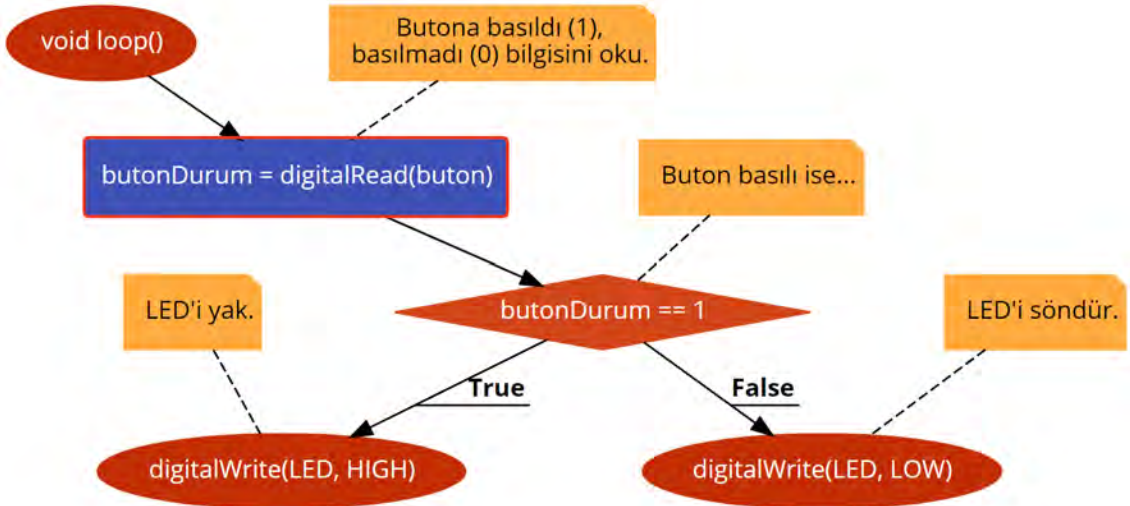 void loop()
Butona basıldı (1),
basılmadı (0) bilgisini oku.
butonDurum = digitalRead(buton)
Buton basılı ise...
LED'i yak.
butonDurum == 1
LED'i söndür.
True
False
digitalWrite(LED, HIGH)
digitalWrite(LED, LOW)